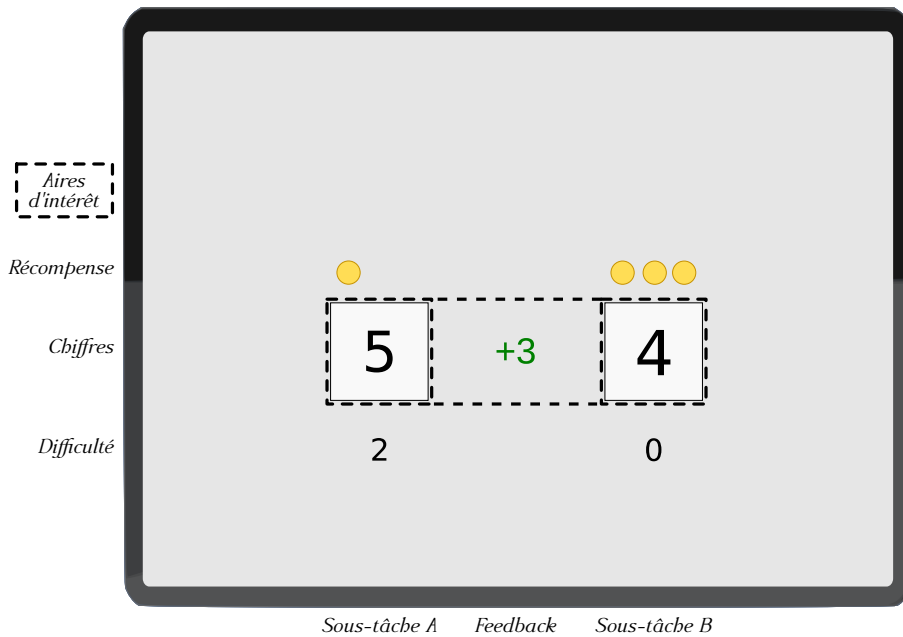 Aires
d'intérêt
Récompense
Chiffres
5 +3 4
Difficulté
2 0
Sous-tâche A Feedback Sous-tâche B